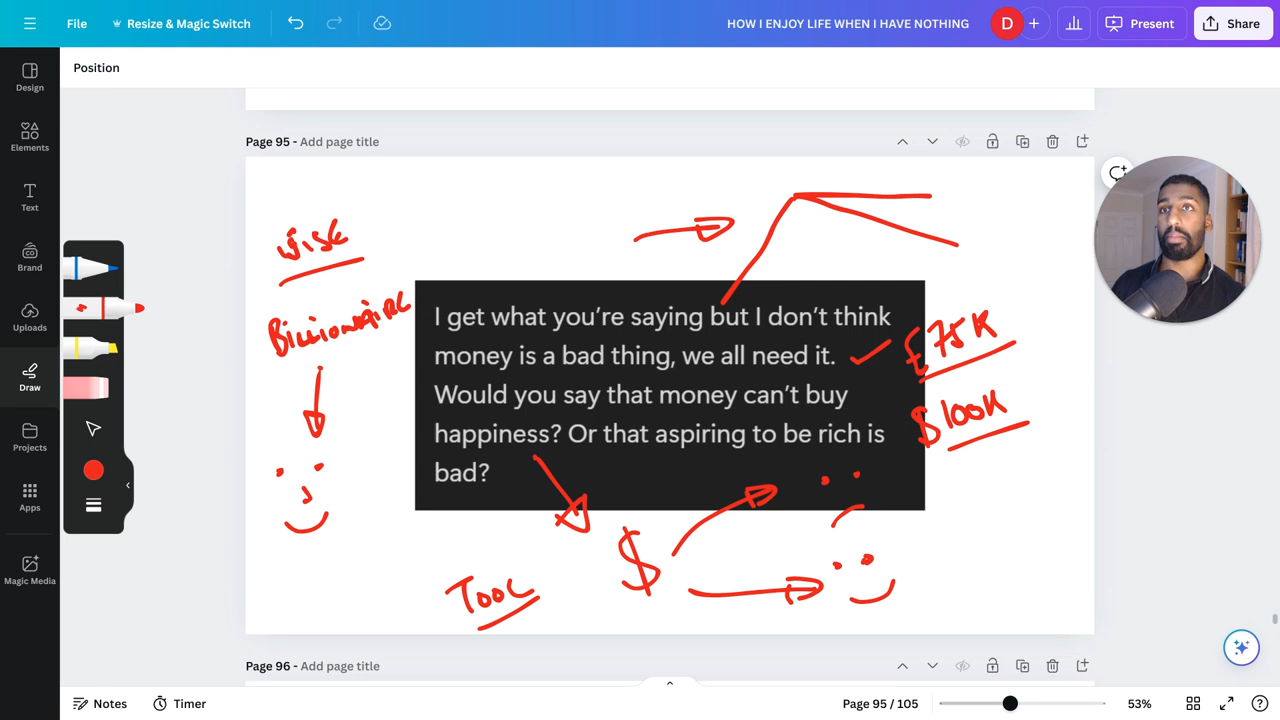 File
Resize & Magic Switch
HOW I ENJOY LIFE WHEN I HAVE NOTHING
D
Present
Share
Position
Design
Elements
Text
Brand
Uploads
Draw
Projects
Apps
Magic Media
Page 95 - Add page title
WISE
BILLIONAIRE
I get what you're saying but I don't think
money is a bad thing, we all need it.
Would you say that money can't buy
happiness? Or that aspiring to be rich is
bad?
£75K
$100K
$
TOOL
Page 96 - Add page title
Notes
Timer
Page 95 / 105
53%